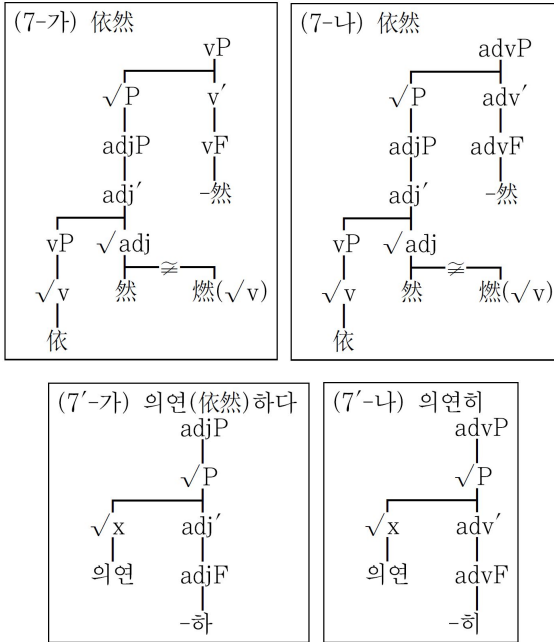 (7-가) 依然
vP
√P v′
adjP vF
adj′ -然
vP √adj
√v 然 ≆ 燃(√v)
依
(7-나) 依然
advP
√P adv′
adjP advF
adj′ -然
vP √adj
√v 然 ≆ 燃(√v)
依
(7′-가) 의연(依然)하다
adjP
√P
√x adj′
의연 adjF
-하
(7′-나) 의연히
advP
√P
√x adv′
의연 advF
-히